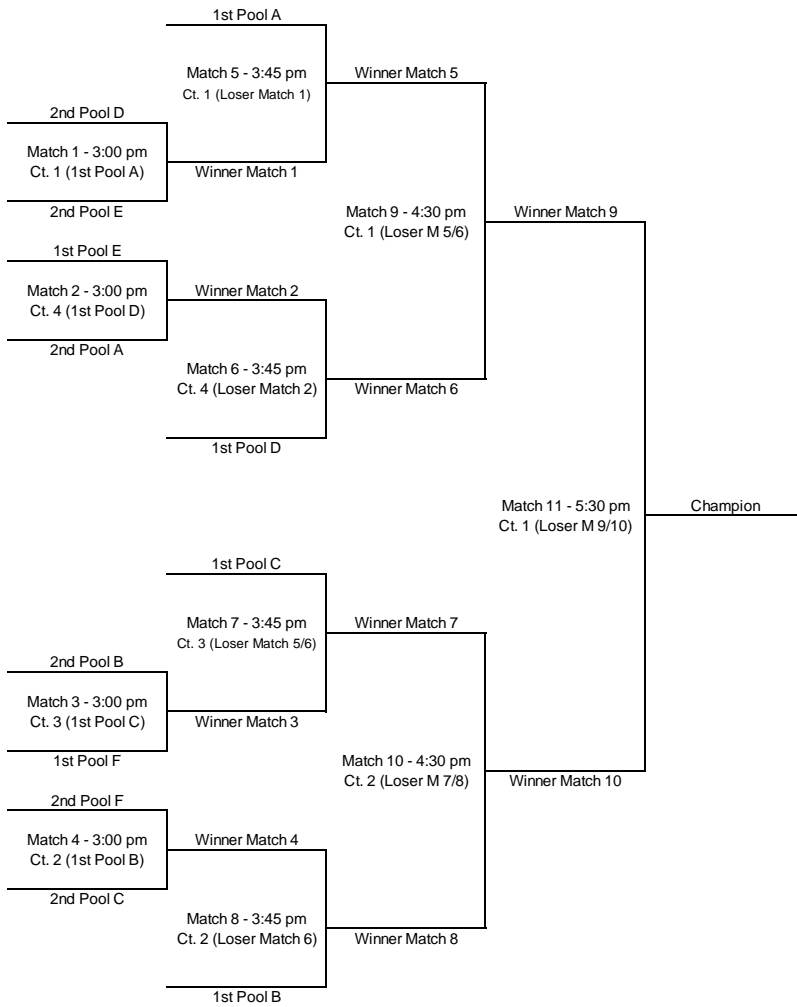 1st Pool A
Match 5 - 3:45 pm
Ct. 1 (Loser Match 1)
Winner Match 5
2nd Pool D
Match 1 - 3:00 pm
Ct. 1 (1st Pool A)
Winner Match 1
2nd Pool E
Match 9 - 4:30 pm
Ct. 1 (Loser M 5/6)
Winner Match 9
1st Pool E
Match 2 - 3:00 pm
Ct. 4 (1st Pool D)
Winner Match 2
2nd Pool A
Match 6 - 3:45 pm
Ct. 4 (Loser Match 2)
Winner Match 6
1st Pool D
Match 11 - 5:30 pm
Ct. 1 (Loser M 9/10)
Champion
1st Pool C
Match 7 - 3:45 pm
Ct. 3 (Loser Match 5/6)
Winner Match 7
2nd Pool B
Match 3 - 3:00 pm
Ct. 3 (1st Pool C)
Winner Match 3
1st Pool F
Match 10 - 4:30 pm
Ct. 2 (Loser M 7/8)
Winner Match 10
2nd Pool F
Match 4 - 3:00 pm
Ct. 2 (1st Pool B)
Winner Match 4
2nd Pool C
Match 8 - 3:45 pm
Ct. 2 (Loser Match 6)
Winner Match 8
1st Pool B